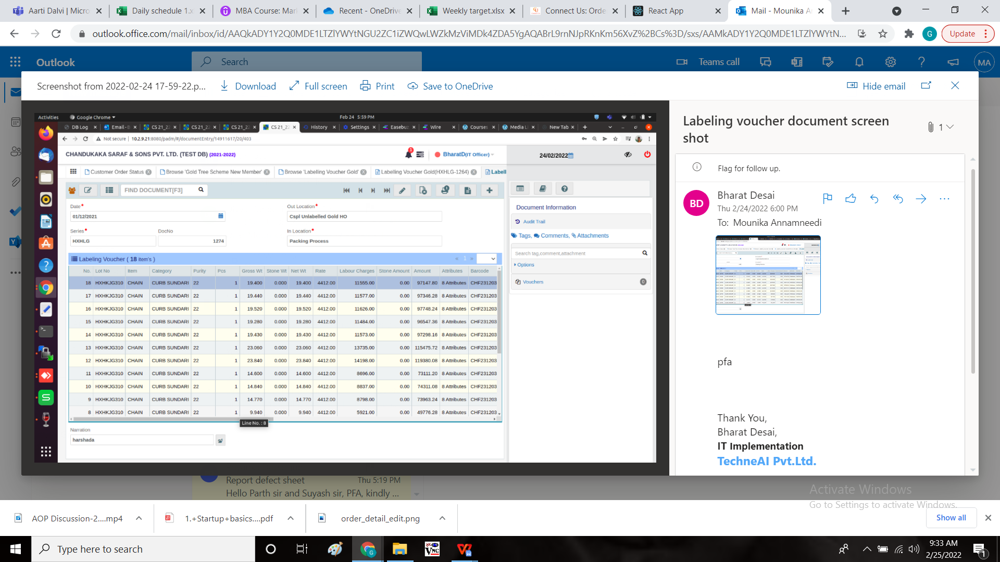 Aarti Dalvi | Micro
Daily schedule 1.x
MBA Course: Mar
Recent - OneDrive
Weekly target.xlsx
Connect Us: Orde
React App
Mail - Mounika A
outlook.office.com/mail/inbox/id/AAQkADY1Y2Q0MDE1LTZlYWYtNGU2ZC1iZWQwLWZkMzViMDk4ZDA5YgAQABrL9rnNJpRKnKm56XvZ%2BCs%3D/sxs/AAMkADY1Y2Q0MDE1LTZlYWYtN...
G
Update
Outlook
Search
Teams call
MA
Screenshot from 2022-02-24 17-59-22.p...
Download
Full screen
Print
Save to OneDrive
Hide email
Activities
Google Chrome
Feb 24 5:59 PM
DB Log
Email - B
CS 21_22
CS 21_22
CS 21_22
CS 21_22
History
Settings
Easebuz
Wire
Courses
Media Li
New Tab
Not secure | 10.2.9.21:8080/padm/#/documentEntry/14911617/20/403
CHANDUKAKA SARAF & SONS PVT. LTD. (TEST DB) (2021-2022)
1
BharatD(IT Officer)
24/02/2022
Customer Order Status
Browse 'Gold Tree Scheme New Member'
Browse 'Labelling Voucher Gold'
Labelling Voucher Gold(HXHLG-1264)
Labell
FIND DOCUMENT[F3]
Date*
01/12/2021
Out Location*
Cspl Unlabelled Gold HO
Series*
HXHLG
DocNo
1274
In Location*
Packing Process
Labeling Voucher ( 18 item's )
« 1 »
No. Lot No Item Category Purity Pcs Gross Wt Stone Wt Net Wt Rate Labour Charges Stone Amount Amount Attributes Barcode
18 HXHKJG310 CHAIN CURB SUNDARI 22 1 19.400 0.000 19.400 4412.00 11555.00 0.00 97147.80 8 Attributes CHF231203
17 HXHKJG310 CHAIN CURB SUNDARI 22 1 19.440 0.000 19.440 4412.00 11577.00 0.00 97346.28 8 Attributes CHF231203
16 HXHKJG310 CHAIN CURB SUNDARI 22 1 19.520 0.000 19.520 4412.00 11626.00 0.00 97748.24 8 Attributes CHF231203
15 HXHKJG310 CHAIN CURB SUNDARI 22 1 19.280 0.000 19.280 4412.00 11484.00 0.00 96547.36 8 Attributes CHF231203
14 HXHKJG310 CHAIN CURB SUNDARI 22 1 19.430 0.000 19.430 4412.00 11573.00 0.00 97298.16 8 Attributes CHF231203
13 HXHKJG310 CHAIN CURB SUNDARI 22 1 23.060 0.000 23.060 4412.00 13735.00 0.00 115475.72 8 Attributes CHF231203
12 HXHKJG310 CHAIN CURB SUNDARI 22 1 23.840 0.000 23.840 4412.00 14198.00 0.00 119380.08 8 Attributes CHF231203
11 HXHKJG310 CHAIN CURB SUNDARI 22 1 14.600 0.000 14.600 4412.00 8696.00 0.00 73111.20 8 Attributes CHF231203
10 HXHKJG310 CHAIN CURB SUNDARI 22 1 14.840 0.000 14.840 4412.00 8837.00 0.00 74311.08 8 Attributes CHF231203
9 HXHKJG310 CHAIN CURB SUNDARI 22 1 14.770 0.000 14.770 4412.00 8798.00 0.00 73963.24 8 Attributes CHF231203
8 HXHKJG310 CHAIN CURB SUNDARI 22 1 9.940 0.000 9.940 4412.00 5921.00 0.00 49776.28 8 Attributes CHF231203
Line No. : 8
Narration
harshada
Document Information
Audit Trail
Tags, Comments, Attachments
Search tag,comment,attachment
Options
Vouchers
0
Labeling voucher document screen
shot
1
Flag for follow up.
BD
Bharat Desai
Thu 2/24/2022 6:00 PM
To: Mounika Annamneedi
pfa
Thank You,
Bharat Desai,
IT Implementation
TechneAI Pvt.Ltd.
Report defect sheet
Thu 5:19 PM
Hello Parth sir and Suyash sir, PFA, kindly ...
Activate Windows
Go to Settings to activate Windows.
AOP Discussion-2....mp4
1.+Startup+basics....pdf
order_detail_edit.png
Show all
Type here to search
9:33 AM
2/25/2022
1